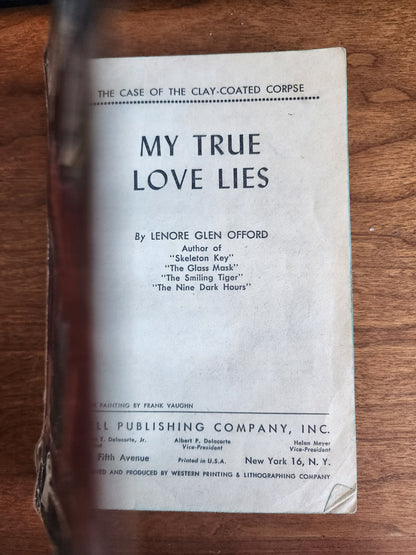 THE CASE OF THE CLAY-COATED CORPSE
MY TRUE
LOVE LIES
By LENORE GLEN OFFORD
Author of
"Skeleton Key"
"The Glass Mask"
"The Smiling Tiger"
"The Nine Dark Hours"
PAINTING BY FRANK VAUGHN
LL PUBLISHING COMPANY, INC.
T. Delacorte, Jr. Albert P. Delacorte Helen Meyer
Vice-President Vice-President
Fifth Avenue Printed in U.S.A. New York 16, N. Y.
NED AND PRODUCED BY WESTERN PRINTING & LITHOGRAPHING COMPANY